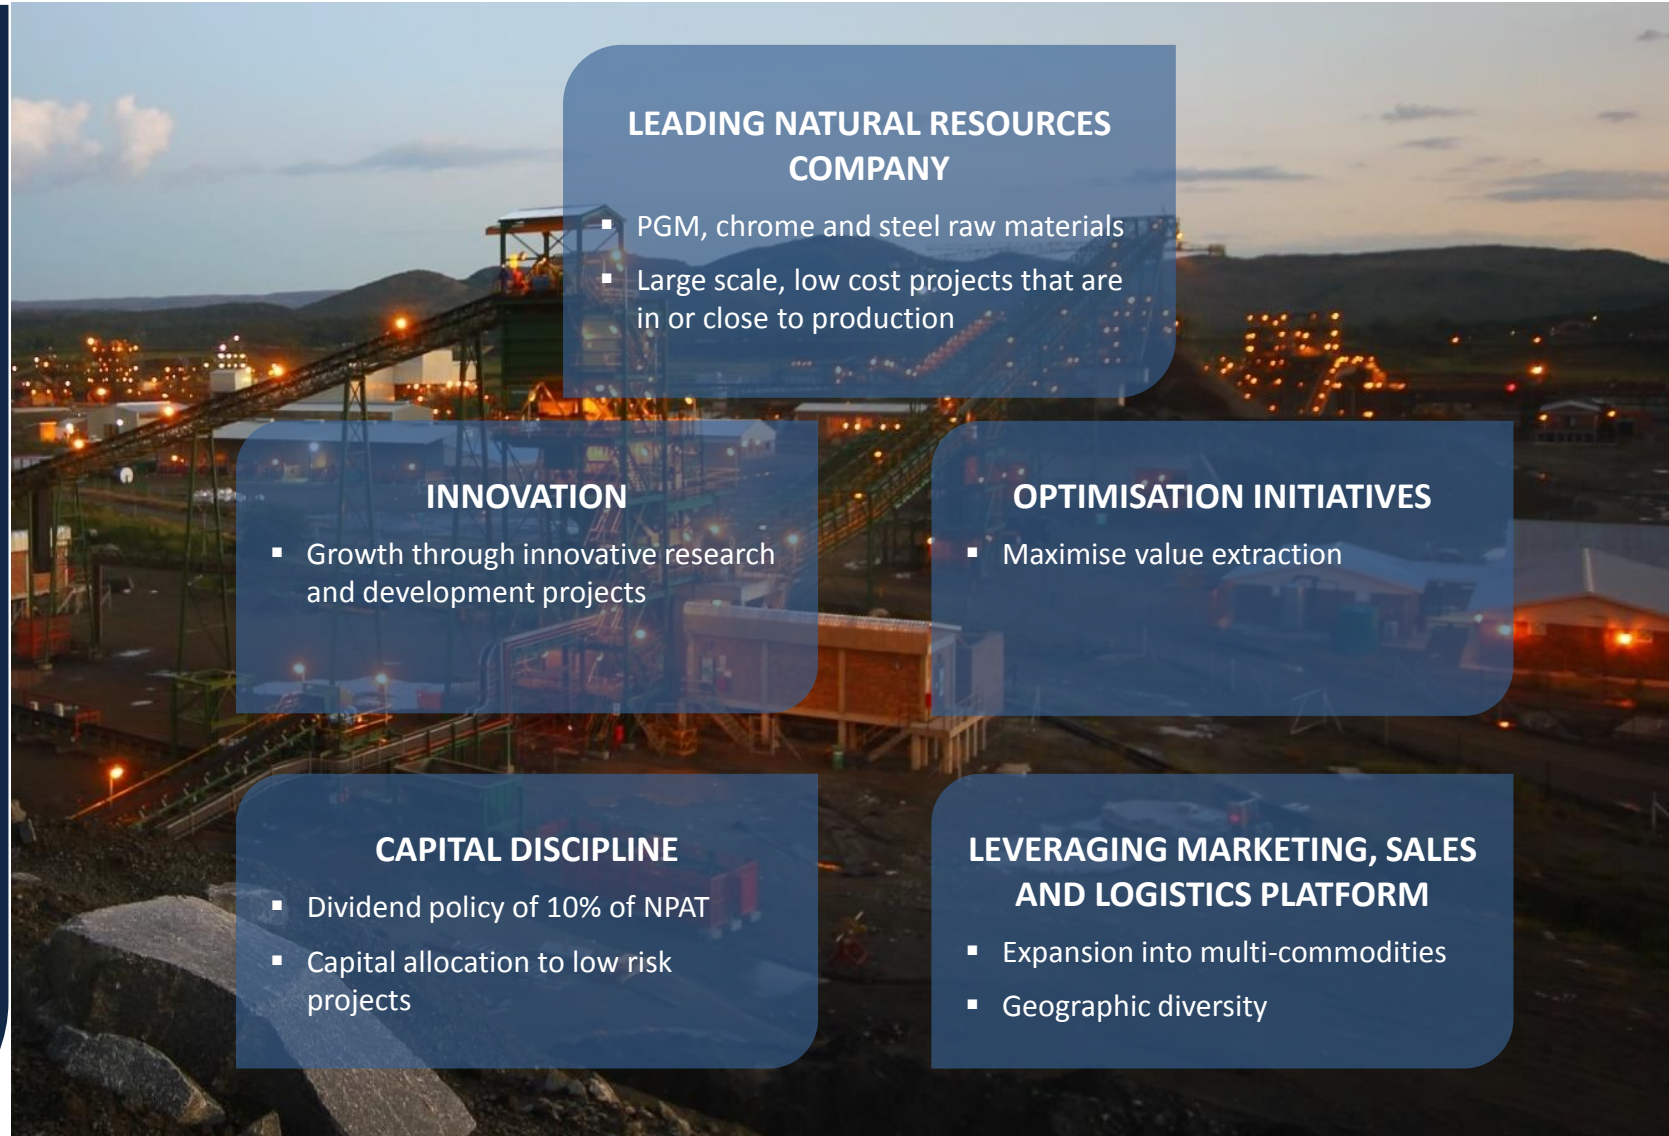 LEADING NATURAL RESOURCES
COMPANY
▪ PGM, chrome and steel raw materials
▪ Large scale, low cost projects that are
in or close to production
INNOVATION
▪ Growth through innovative research
and development projects
OPTIMISATION INITIATIVES
▪ Maximise value extraction
CAPITAL DISCIPLINE
▪ Dividend policy of 10% of NPAT
▪ Capital allocation to low risk
projects
LEVERAGING MARKETING, SALES
AND LOGISTICS PLATFORM
▪ Expansion into multi-commodities
▪ Geographic diversity